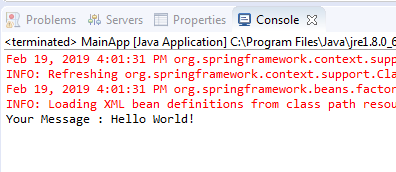 Problems Servers Properties Console
<terminated> MainApp [Java Application] C:\Program Files\Java\jre1.8.0_6
Feb 19, 2019 4:01:31 PM org.springframework.context.supp
INFO: Refreshing org.springframework.context.support.Cla
Feb 19, 2019 4:01:31 PM org.springframework.beans.factor
INFO: Loading XML bean definitions from class path resou
Your Message : Hello World!